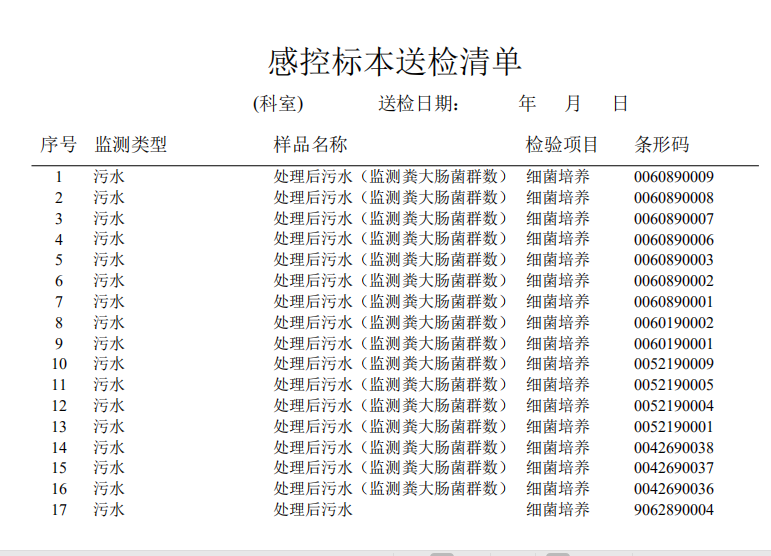 感控标本送检清单
(科室) 送检日期: 年 月 日
序号 监测类型 样品名称 检验项目 条形码
1 污水 处理后污水（监测粪大肠菌群数） 细菌培养 0060890009
2 污水 处理后污水（监测粪大肠菌群数） 细菌培养 0060890008
3 污水 处理后污水（监测粪大肠菌群数） 细菌培养 0060890007
4 污水 处理后污水（监测粪大肠菌群数） 细菌培养 0060890006
5 污水 处理后污水（监测粪大肠菌群数） 细菌培养 0060890003
6 污水 处理后污水（监测粪大肠菌群数） 细菌培养 0060890002
7 污水 处理后污水（监测粪大肠菌群数） 细菌培养 0060890001
8 污水 处理后污水（监测粪大肠菌群数） 细菌培养 0060190002
9 污水 处理后污水（监测粪大肠菌群数） 细菌培养 0060190001
10 污水 处理后污水（监测粪大肠菌群数） 细菌培养 0052190009
11 污水 处理后污水（监测粪大肠菌群数） 细菌培养 0052190005
12 污水 处理后污水（监测粪大肠菌群数） 细菌培养 0052190004
13 污水 处理后污水（监测粪大肠菌群数） 细菌培养 0052190001
14 污水 处理后污水（监测粪大肠菌群数） 细菌培养 0042690038
15 污水 处理后污水（监测粪大肠菌群数） 细菌培养 0042690037
16 污水 处理后污水（监测粪大肠菌群数） 细菌培养 0042690036
17 污水 处理后污水 细菌培养 9062890004